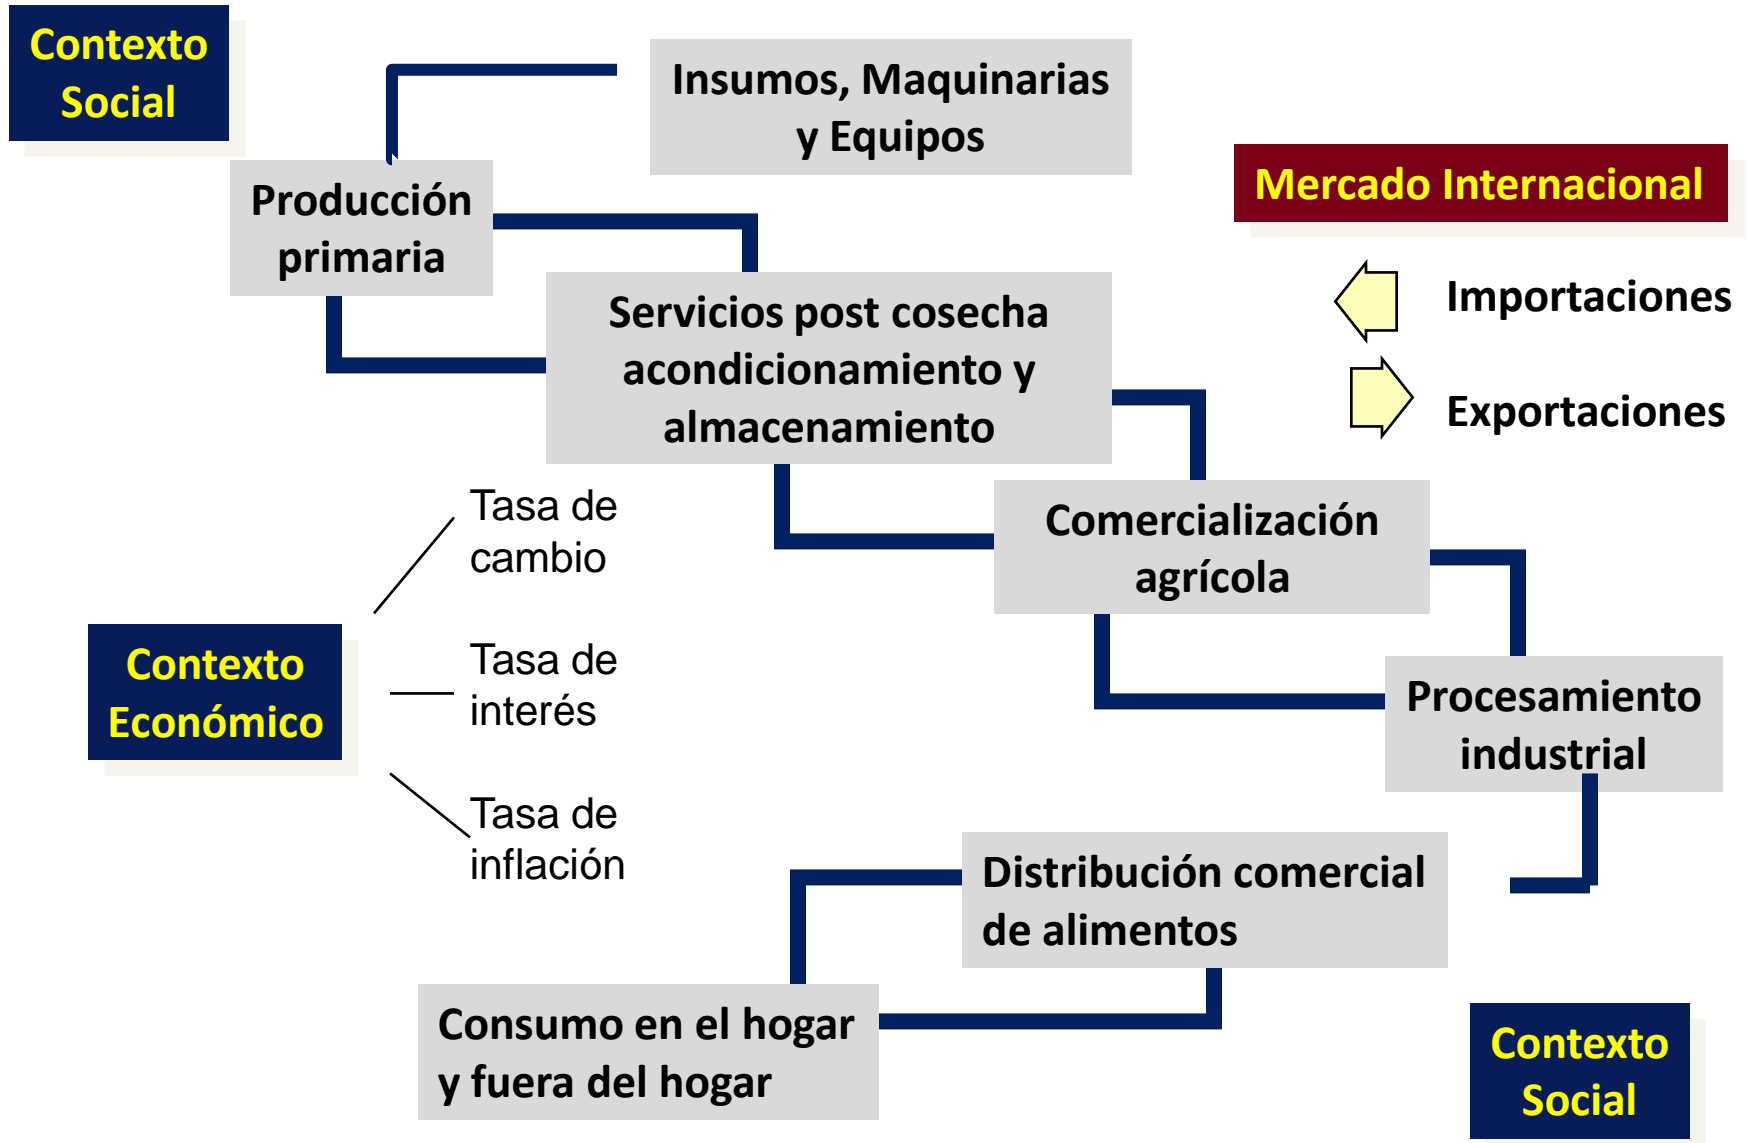 Contexto
Social
Insumos, Maquinarias
y Equipos
Mercado Internacional
Producción
primaria
Importaciones
Servicios post cosecha
acondicionamiento y
almacenamiento
Exportaciones
Tasa de
cambio
Comercialización
agrícola
Contexto
Económico
Tasa de
interés
Procesamiento
industrial
Tasa de
inflación
Distribución comercial
de alimentos
Consumo en el hogar
y fuera del hogar
Contexto
Social